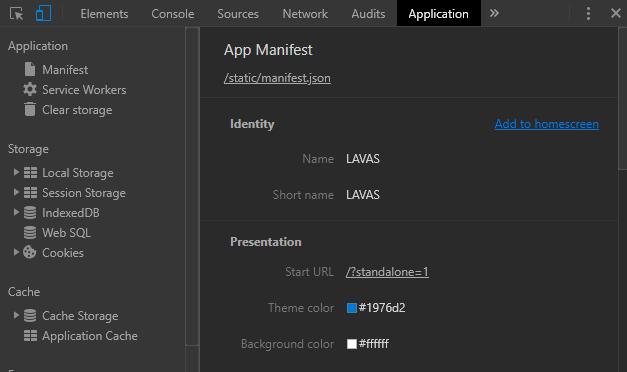 Elements Console Sources Network Audits Application »
Application
Manifest
Service Workers
Clear storage
Storage
Local Storage
Session Storage
IndexedDB
Web SQL
Cookies
Cache
Cache Storage
Application Cache
App Manifest
/static/manifest.json
Identity Add to homescreen
Name LAVAS
Short name LAVAS
Presentation
Start URL /?standalone=1
Theme color #1976d2
Background color #ffffff